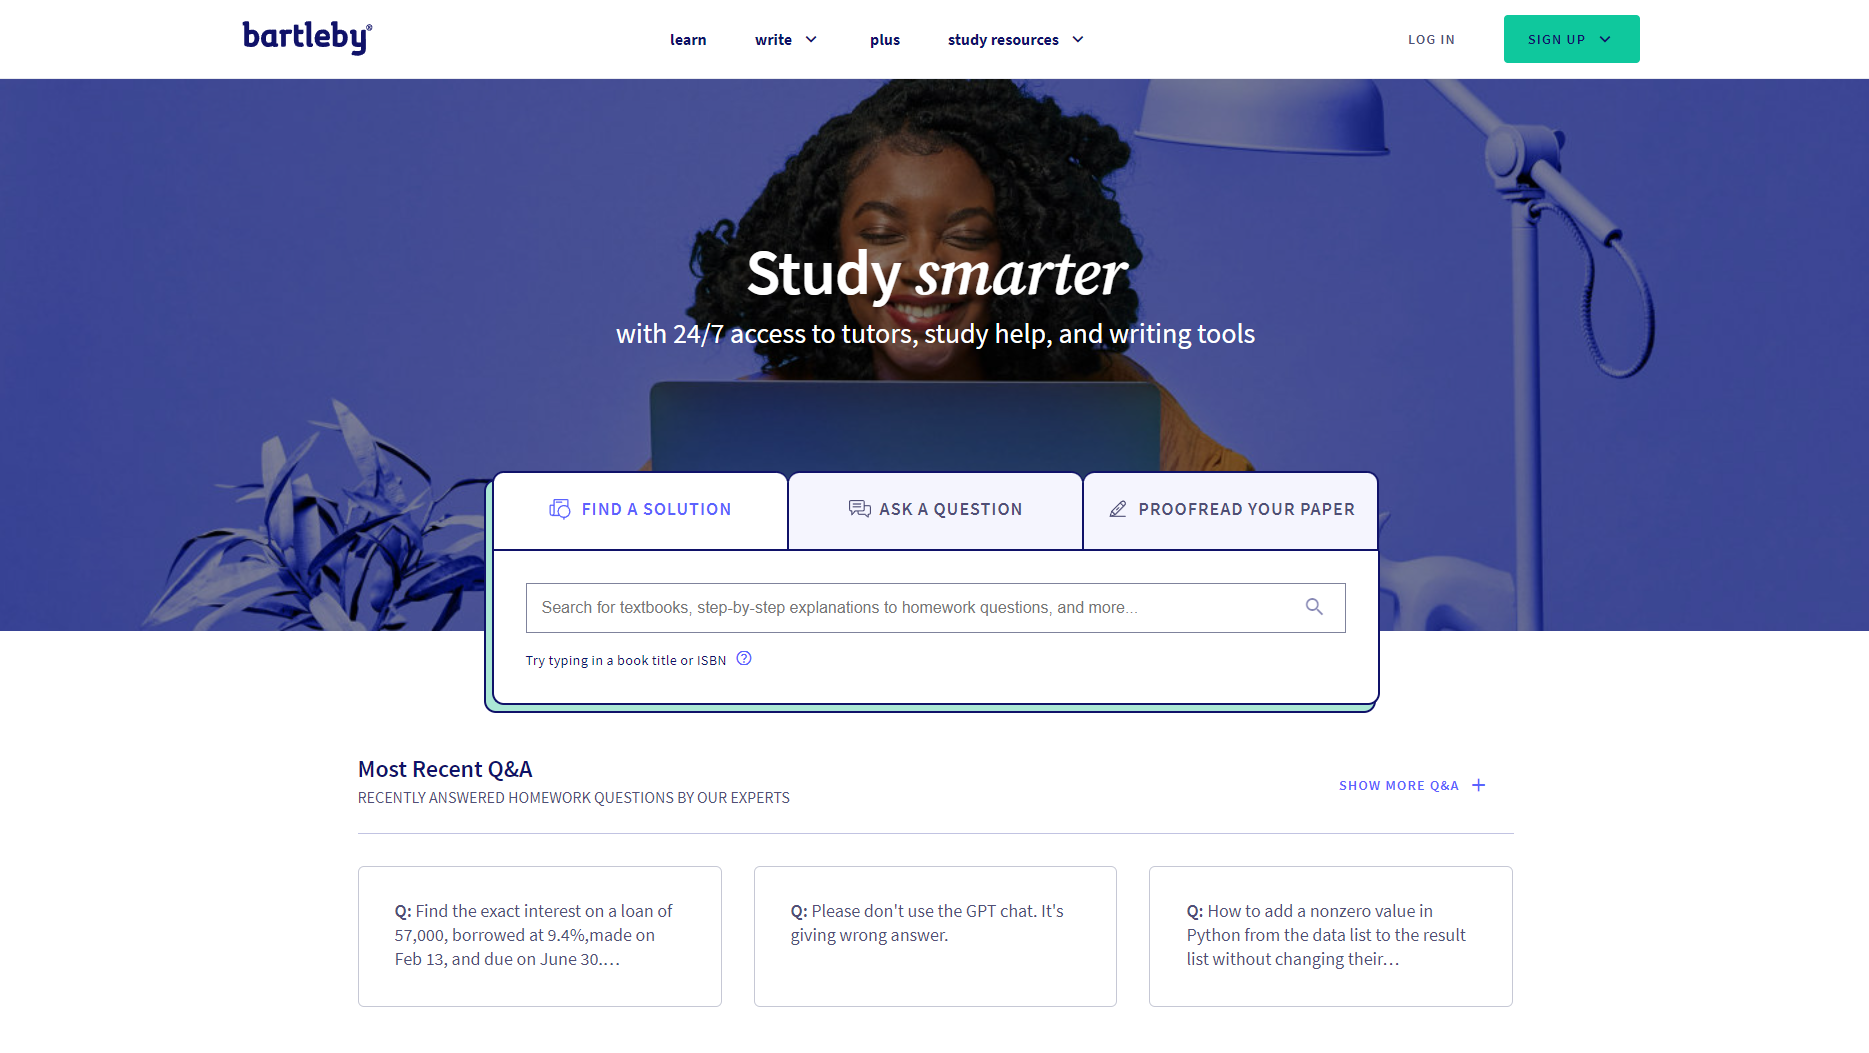 bartleby®
learn write plus study resources LOG IN SIGN UP
Study smarter
with 24/7 access to tutors, study help, and writing tools
FIND A SOLUTION ASK A QUESTION PROOFREAD YOUR PAPER
Search for textbooks, step-by-step explanations to homework questions, and more...
Try typing in a book title or ISBN ?
Most Recent Q&A
RECENTLY ANSWERED HOMEWORK QUESTIONS BY OUR EXPERTS
SHOW MORE Q&A +
Q: Find the exact interest on a loan of
57,000, borrowed at 9.4%,made on
Feb 13, and due on June 30.…
Q: Please don't use the GPT chat. It's
giving wrong answer.
Q: How to add a nonzero value in
Python from the data list to the result
list without changing their…